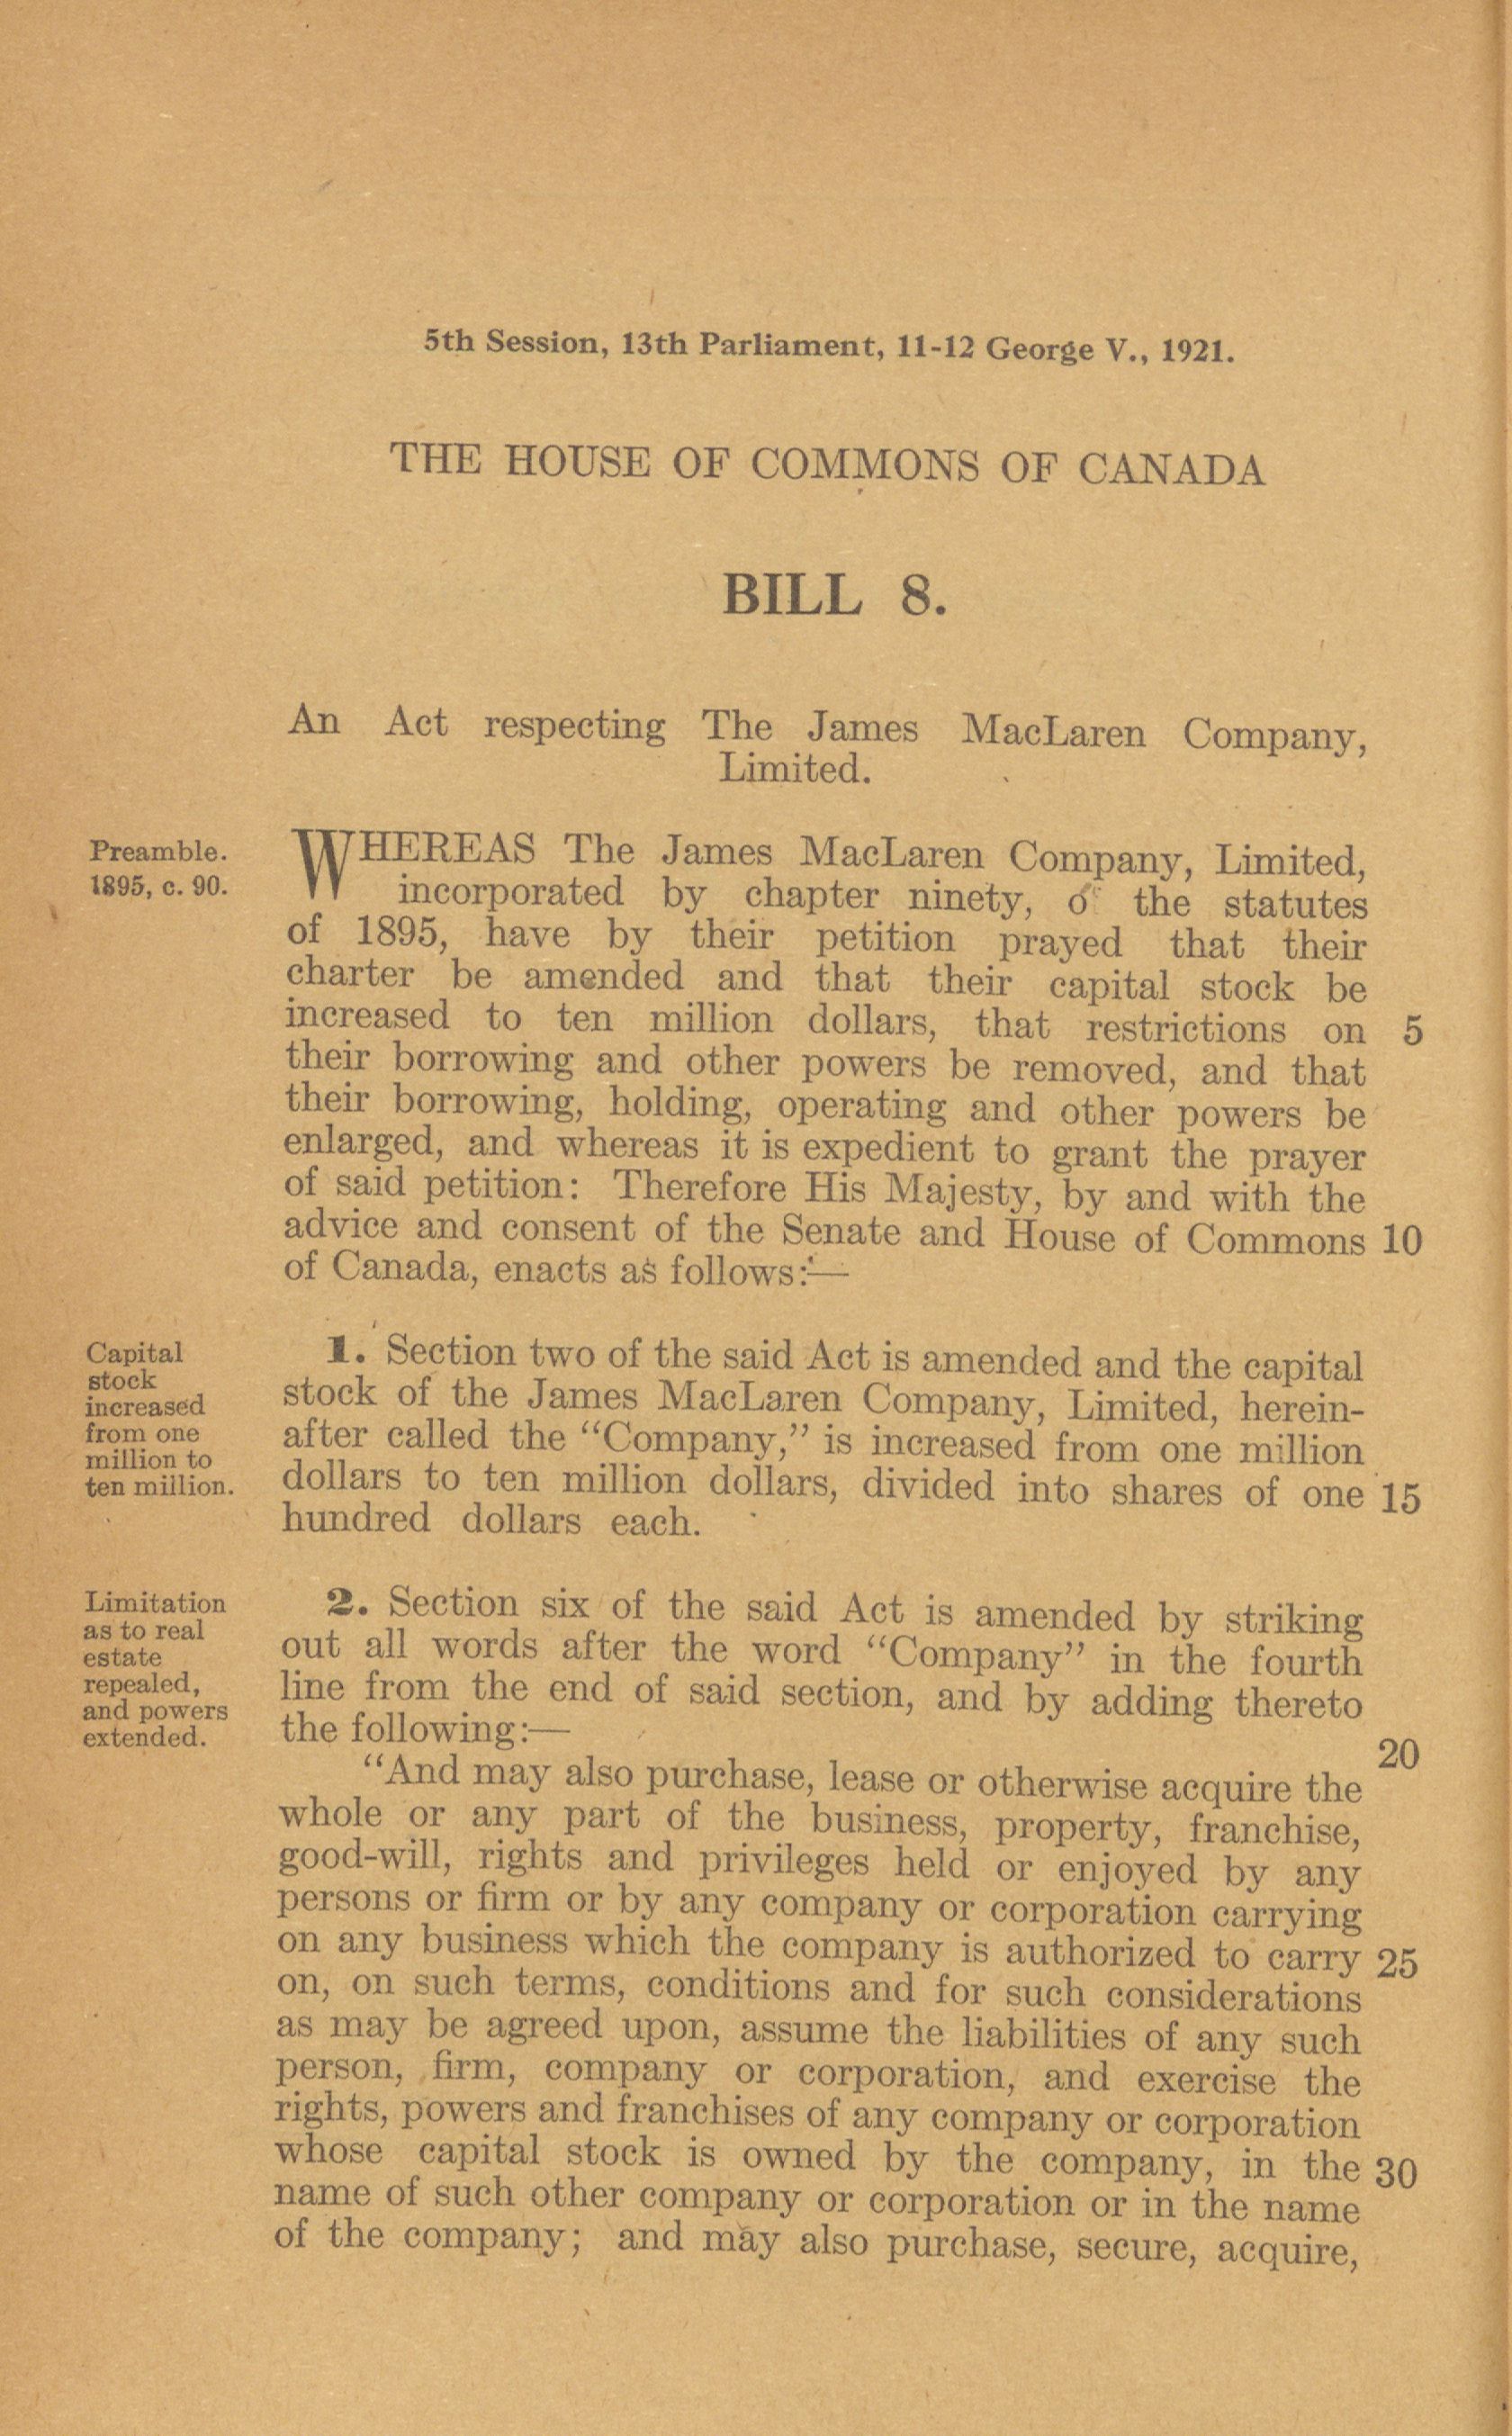 5th Session, 13th Parliament, 11-12 George V., 1921.
THE HOUSE OF COMMONS OF CANADA
BILL 8.
An Act respecting The James MacLaren Company,
Limited.
Preamble.
1895, c. 90.
WHEREAS The James MacLaren Company, Limited,
incorporated by chapter ninety, of the statutes
of 1895, have by their petition prayed that their
charter be amended and that their capital stock be
increased to ten million dollars, that restrictions on 5
their borrowing and other powers be removed, and that
their borrowing, holding, operating and other powers be
enlarged, and whereas it is expedient to grant the prayer
of said petition: Therefore His Majesty, by and with the
advice and consent of the Senate and House of Commons 10
of Canada, enacts as follows:—
Capital
stock
increased
from one
million to
ten million.
1. Section two of the said Act is amended and the capital
stock of the James MacLaren Company, Limited, herein-
after called the “Company,” is increased from one million
dollars to ten million dollars, divided into shares of one 15
hundred dollars each.
Limitation
as to real
estate
repealed,
and powers
extended.
2. Section six of the said Act is amended by striking
out all words after the word “Company” in the fourth
line from the end of said section, and by adding thereto
the following:—
20
“And may also purchase, lease or otherwise acquire the
whole or any part of the business, property, franchise,
good-will, rights and privileges held or enjoyed by any
persons or firm or by any company or corporation carrying
on any business which the company is authorized to carry 25
on, on such terms, conditions and for such considerations
as may be agreed upon, assume the liabilities of any such
person, firm, company or corporation, and exercise the
rights, powers and franchises of any company or corporation
whose capital stock is owned by the company, in the 30
name of such other company or corporation or in the name
of the company; and may also purchase, secure, acquire,